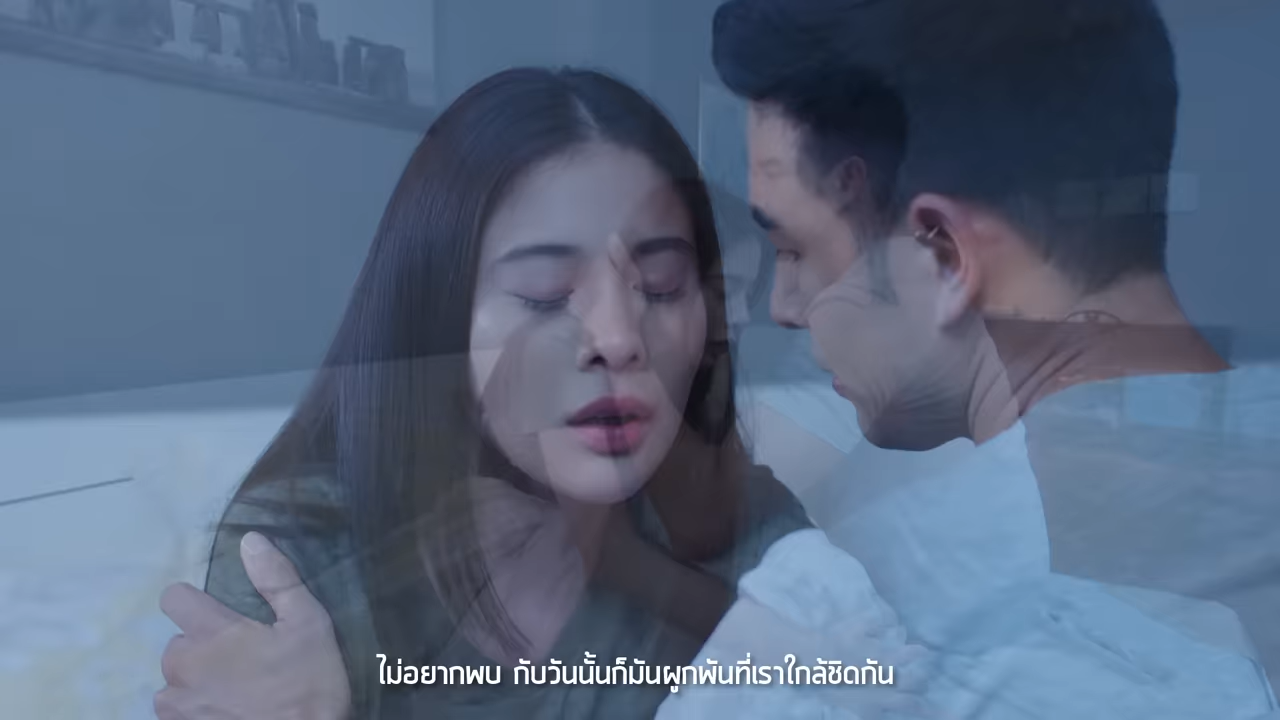 ไม่อยากพบ กับวันนั้นก็มันผูกพันที่เราใกล้ชิดกัน